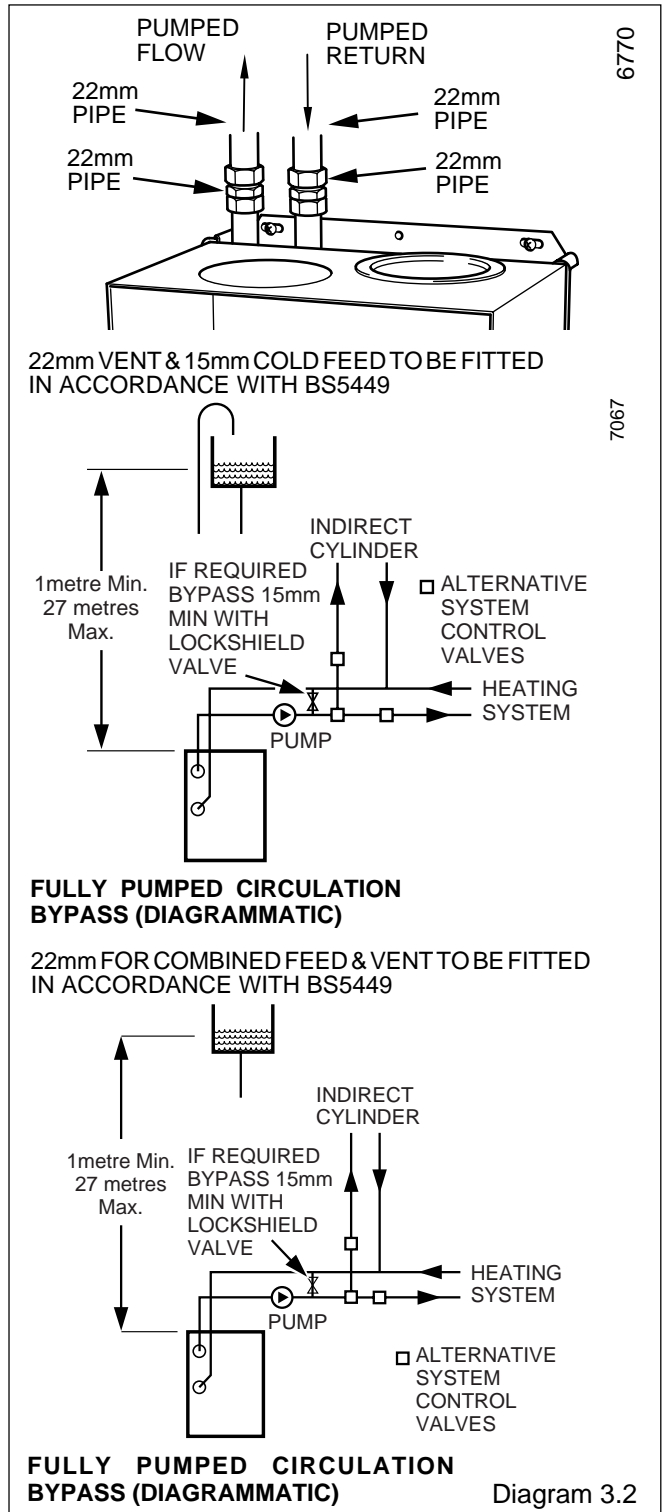 PUMPED
FLOW
PUMPED
RETURN
6770
22mm
PIPE
22mm
PIPE
22mm
PIPE
22mm
PIPE
22mm VENT & 15mm COLD FEED TO BE FITTED
IN ACCORDANCE WITH BS5449
7067
1metre Min.
27 metres
Max.
IF REQUIRED
BYPASS 15mm
MIN WITH
LOCKSHIELD
VALVE
INDIRECT
CYLINDER
ALTERNATIVE
SYSTEM
CONTROL
VALVES
HEATING
SYSTEM
PUMP
FULLY PUMPED CIRCULATION
BYPASS (DIAGRAMMATIC)
22mm FOR COMBINED FEED & VENT TO BE FITTED
IN ACCORDANCE WITH BS5449
1metre Min.
27 metres
Max.
IF REQUIRED
BYPASS 15mm
MIN WITH
LOCKSHIELD
VALVE
INDIRECT
CYLINDER
HEATING
SYSTEM
PUMP
ALTERNATIVE
SYSTEM
CONTROL
VALVES
FULLY PUMPED CIRCULATION
BYPASS (DIAGRAMMATIC)
Diagram 3.2